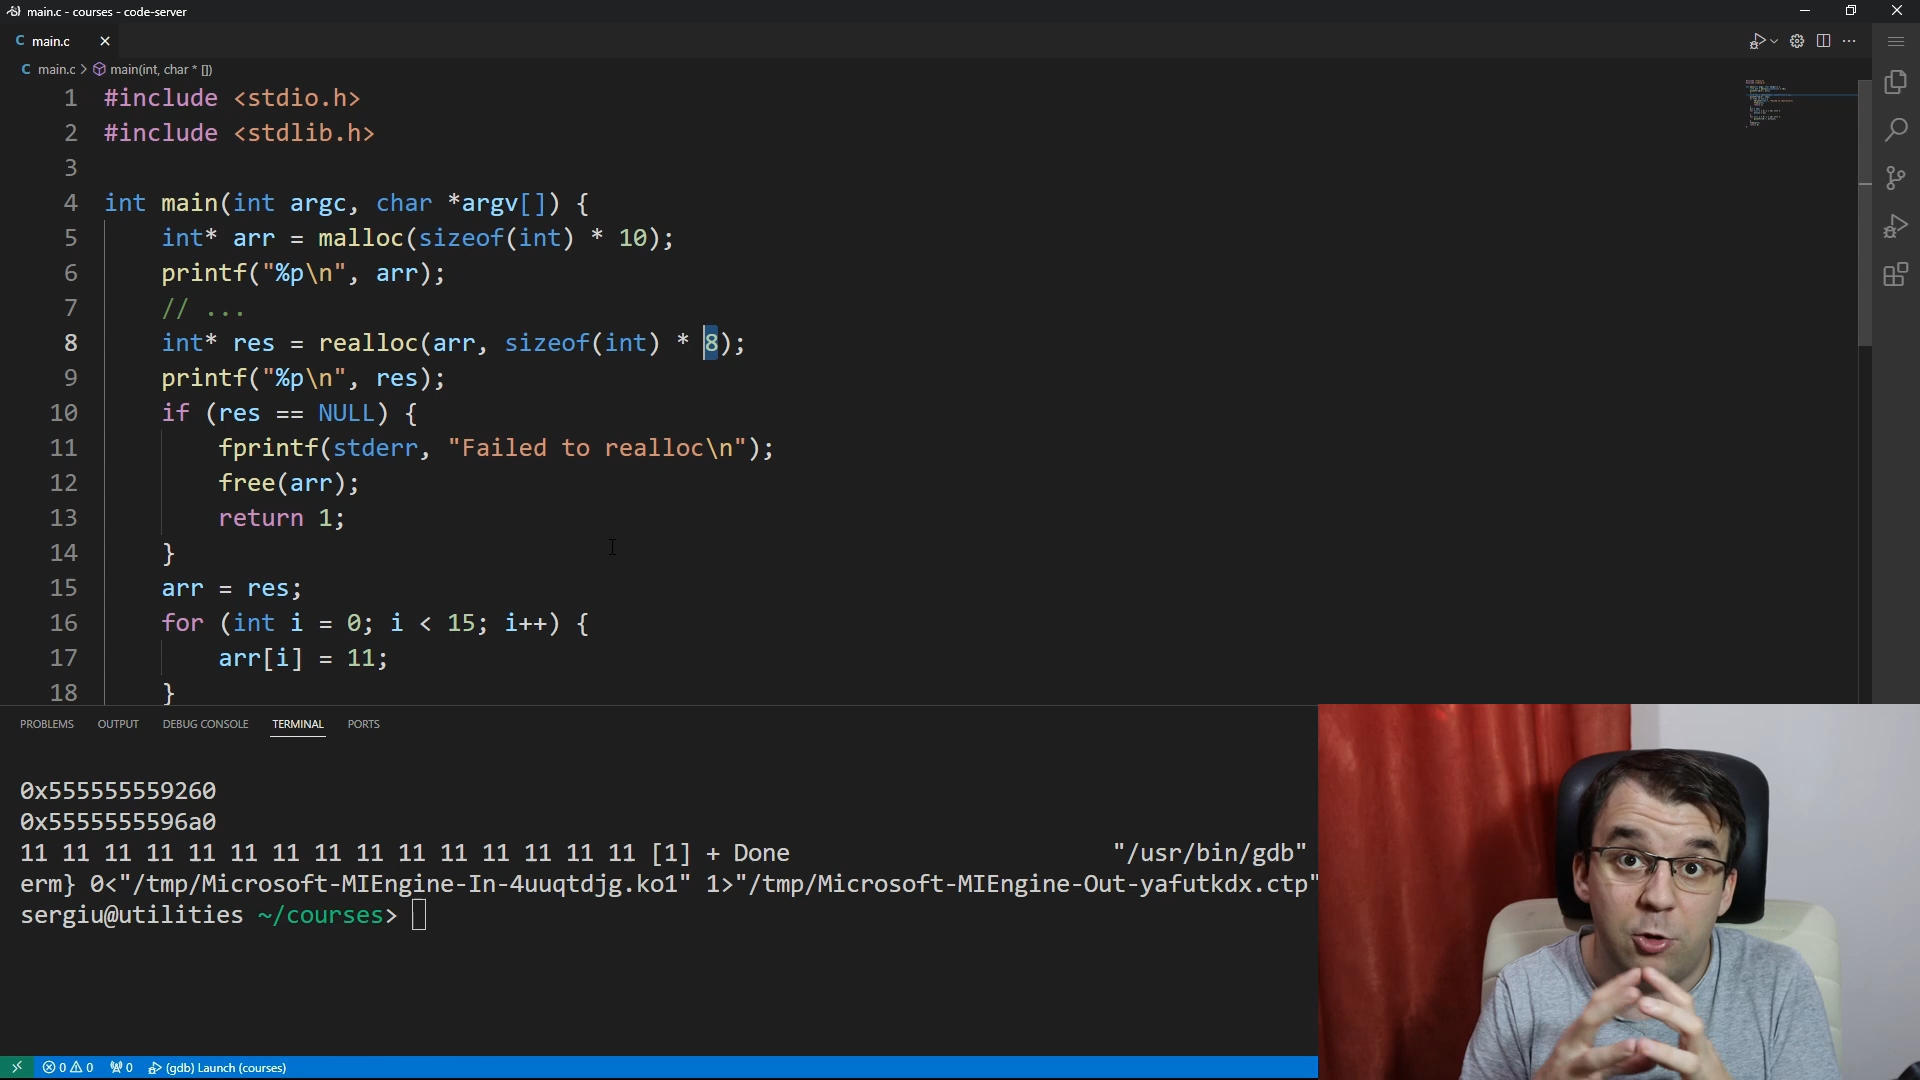 main.c - courses - code-server
C main.c
C main.c > main(int, char * [])
1 #include <stdio.h>
2 #include <stdlib.h>
3
4 int main(int argc, char *argv[]) {
5 int* arr = malloc(sizeof(int) * 10);
6 printf("%p\n", arr);
7 // ...
8 int* res = realloc(arr, sizeof(int) * 8);
9 printf("%p\n", res);
10 if (res == NULL) {
11 fprintf(stderr, "Failed to realloc\n");
12 free(arr);
13 return 1;
14 }
15 arr = res;
16 for (int i = 0; i < 15; i++) {
17 arr[i] = 11;
18 }
PROBLEMS OUTPUT DEBUG CONSOLE TERMINAL PORTS
0x555555559260
0x5555555596a0
11 11 11 11 11 11 11 11 11 11 11 11 11 11 11 [1] + Done "/usr/bin/gdb"
erm} 0<"/tmp/Microsoft-MIEngine-In-4uuqtdjg.ko1" 1>"/tmp/Microsoft-MIEngine-Out-yafutkdx.ctp"
sergiu@utilities ~/courses>
0 0 0 (gdb) Launch (courses)